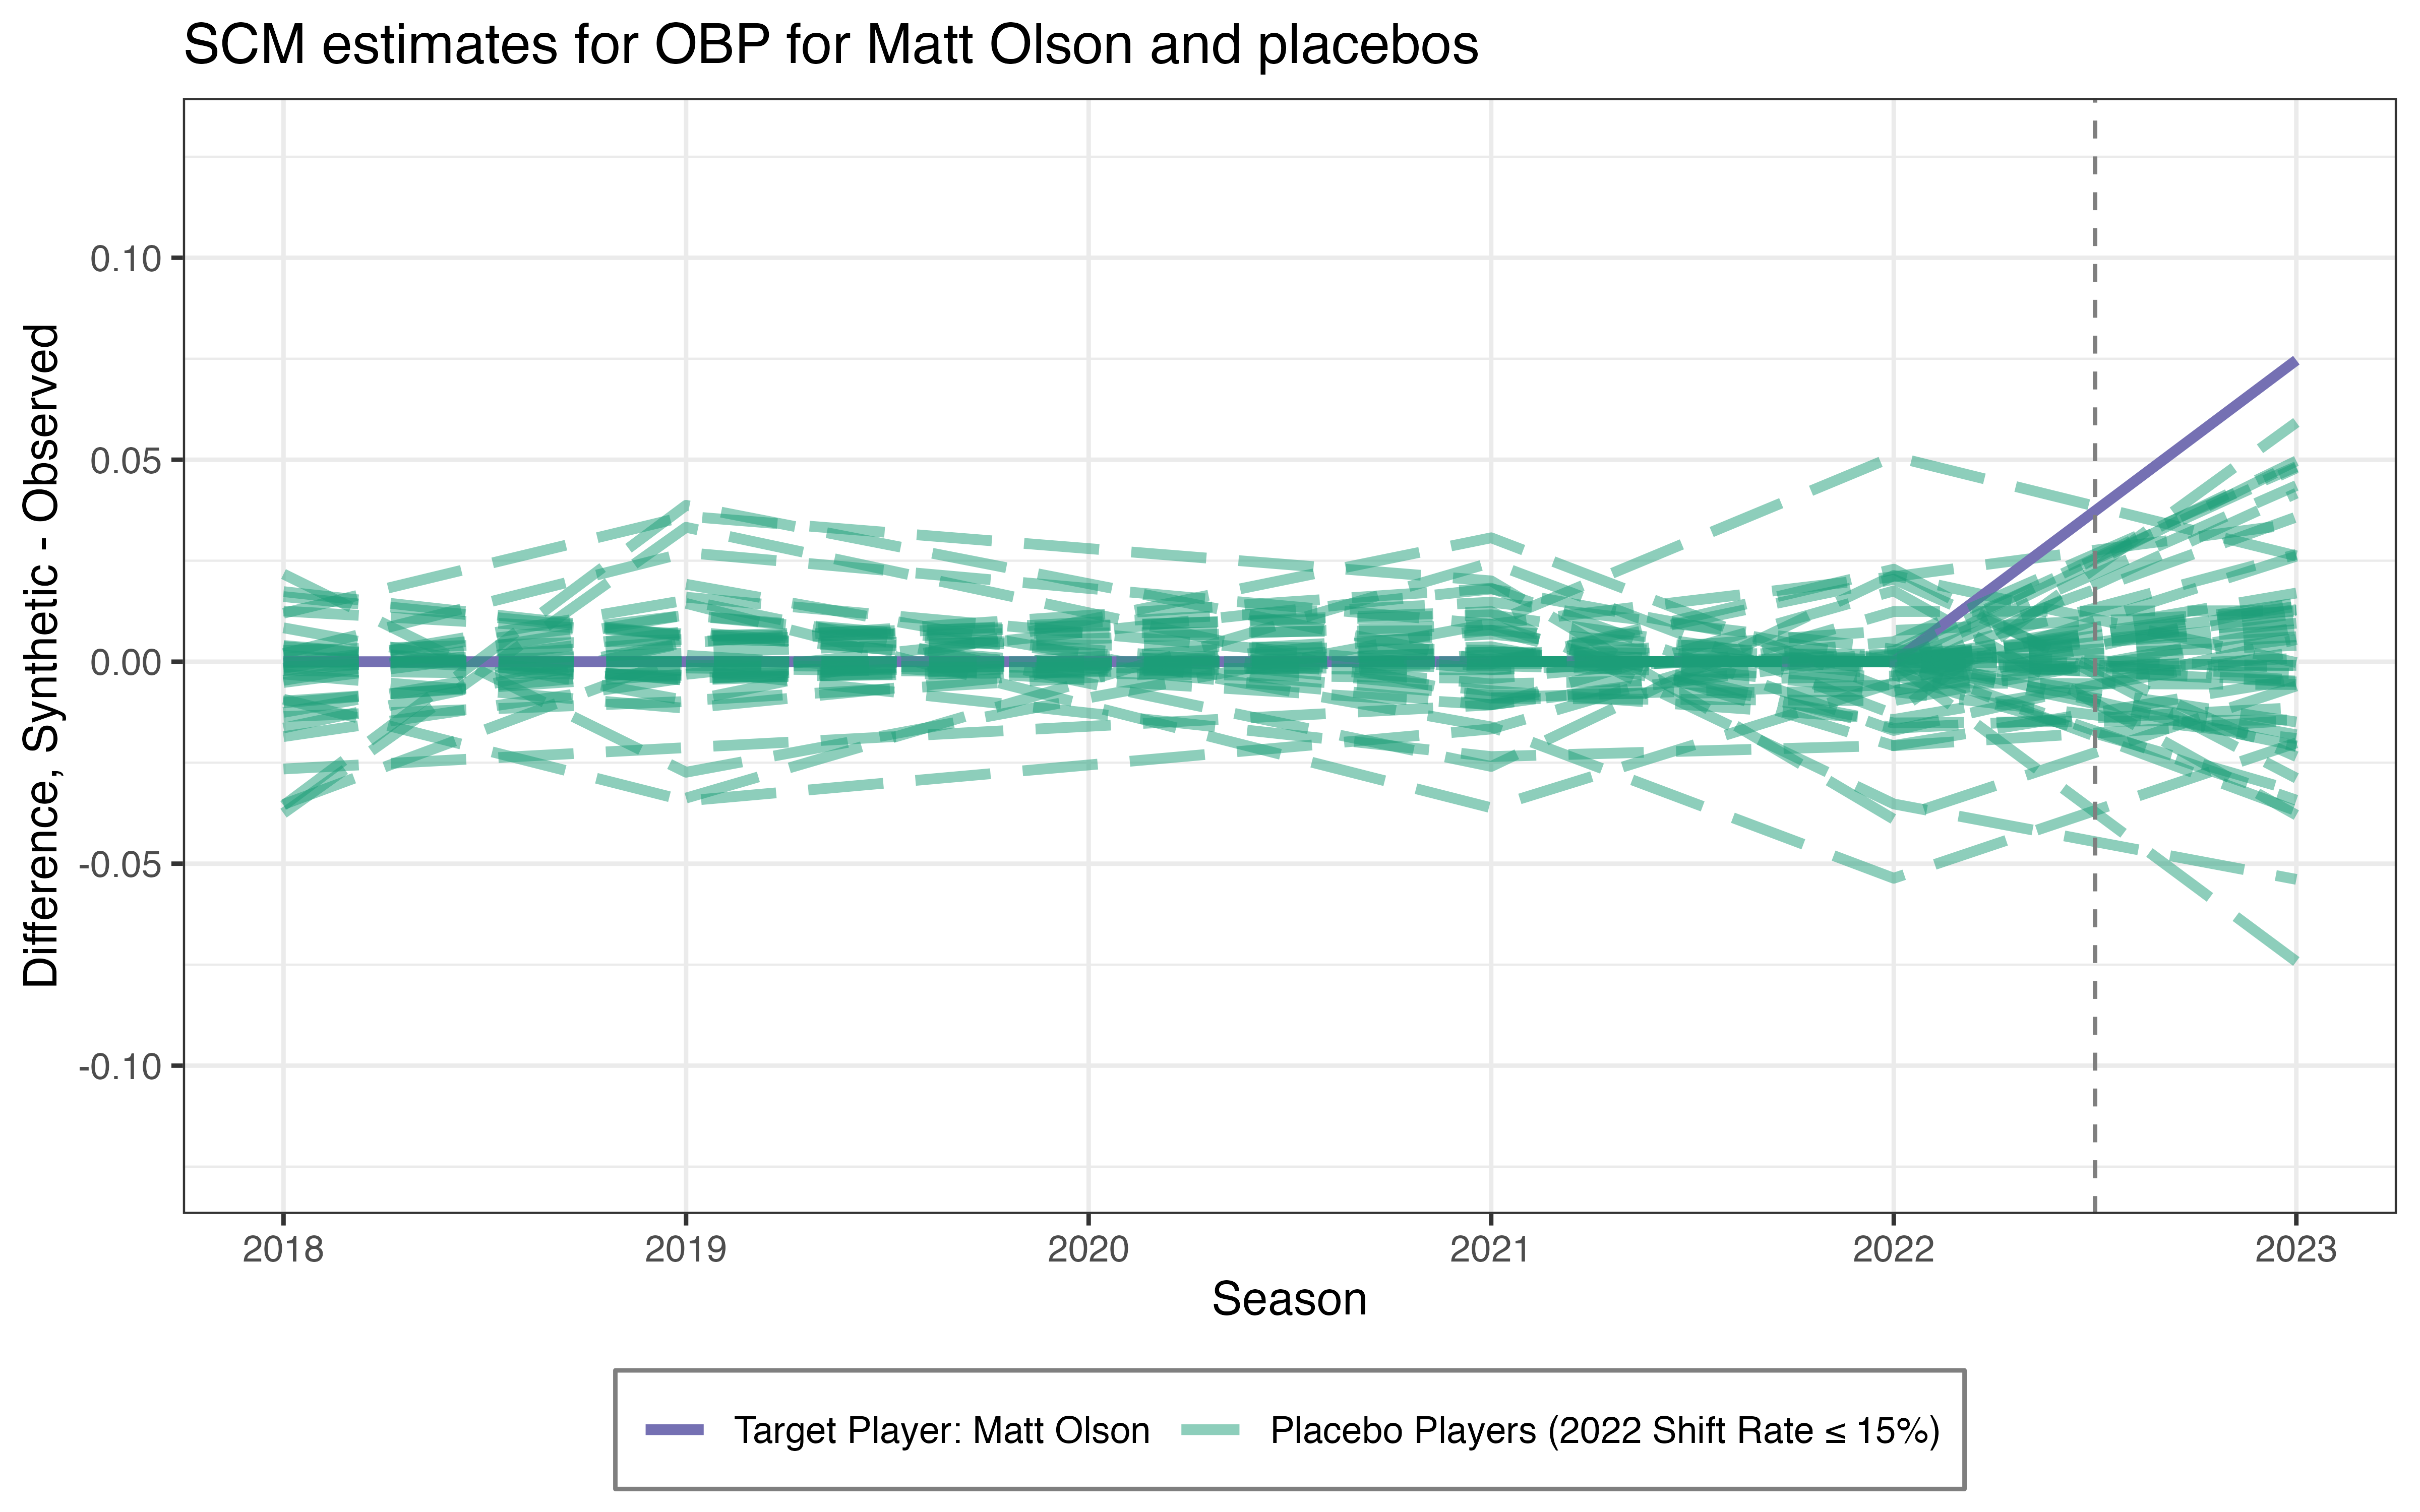 SCM estimates for OBP for Matt Olson and placebos
Difference, Synthetic - Observed
0.10
0.05
0.00
-0.05
-0.10
2018 2019 2020 2021 2022 2023
Season
Target Player: Matt Olson Placebo Players (2022 Shift Rate ≤ 15%)